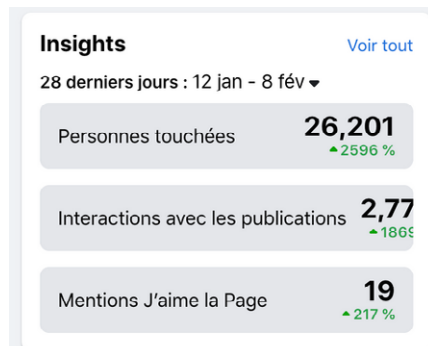 Insights
Voir tout
28 derniers jours : 12 jan - 8 fév
Personnes touchées
26,201
2596 %
Interactions avec les publications
2,77
1869
Mentions J'aime la Page
19
217 %